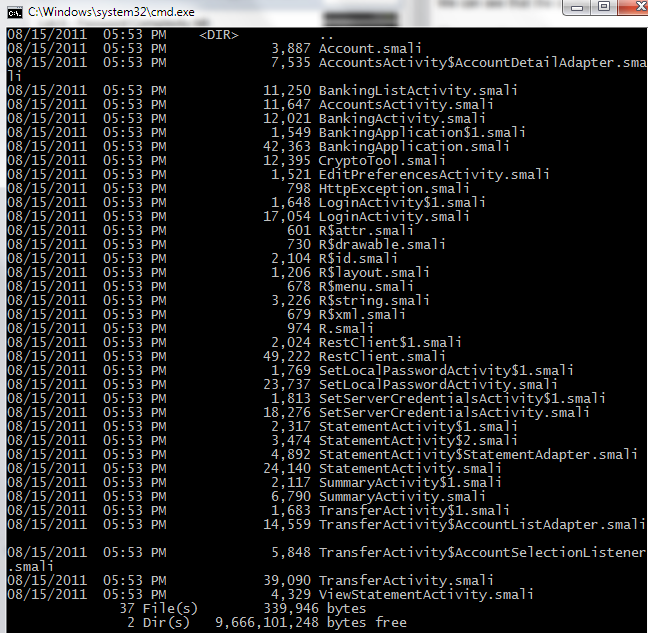 C:\Windows\system32\cmd.exe
08/15/2011  05:53 PM    <DIR>          ..
08/15/2011  05:53 PM             3,887 Account.smali
08/15/2011  05:53 PM             7,535 AccountsActivity$AccountDetailAdapter.sma
li
08/15/2011  05:53 PM            11,250 BankingListActivity.smali
08/15/2011  05:53 PM            11,647 AccountsActivity.smali
08/15/2011  05:53 PM            12,021 BankingActivity.smali
08/15/2011  05:53 PM             1,549 BankingApplication$1.smali
08/15/2011  05:53 PM            42,363 BankingApplication.smali
08/15/2011  05:53 PM            12,395 CryptoTool.smali
08/15/2011  05:53 PM             1,521 EditPreferencesActivity.smali
08/15/2011  05:53 PM               798 HttpException.smali
08/15/2011  05:53 PM             1,648 LoginActivity$1.smali
08/15/2011  05:53 PM            17,054 LoginActivity.smali
08/15/2011  05:53 PM               601 R$attr.smali
08/15/2011  05:53 PM               730 R$drawable.smali
08/15/2011  05:53 PM             2,104 R$id.smali
08/15/2011  05:53 PM             1,206 R$layout.smali
08/15/2011  05:53 PM               678 R$menu.smali
08/15/2011  05:53 PM             3,226 R$string.smali
08/15/2011  05:53 PM               679 R$xml.smali
08/15/2011  05:53 PM               974 R.smali
08/15/2011  05:53 PM             2,024 RestClient$1.smali
08/15/2011  05:53 PM            49,222 RestClient.smali
08/15/2011  05:53 PM             1,769 SetLocalPasswordActivity$1.smali
08/15/2011  05:53 PM            23,737 SetLocalPasswordActivity.smali
08/15/2011  05:53 PM             1,813 SetServerCredentialsActivity$1.smali
08/15/2011  05:53 PM            18,276 SetServerCredentialsActivity.smali
08/15/2011  05:53 PM             2,317 StatementActivity$1.smali
08/15/2011  05:53 PM             3,474 StatementActivity$2.smali
08/15/2011  05:53 PM             4,892 StatementActivity$StatementAdapter.smali
08/15/2011  05:53 PM            24,140 StatementActivity.smali
08/15/2011  05:53 PM             2,117 SummaryActivity$1.smali
08/15/2011  05:53 PM             6,790 SummaryActivity.smali
08/15/2011  05:53 PM             1,683 TransferActivity$1.smali
08/15/2011  05:53 PM            14,559 TransferActivity$AccountListAdapter.smali
08/15/2011  05:53 PM             5,848 TransferActivity$AccountSelectionListener
.smali
08/15/2011  05:53 PM            39,090 TransferActivity.smali
08/15/2011  05:53 PM             4,329 ViewStatementActivity.smali
37 File(s)        339,946 bytes
2 Dir(s)   9,666,101,248 bytes free